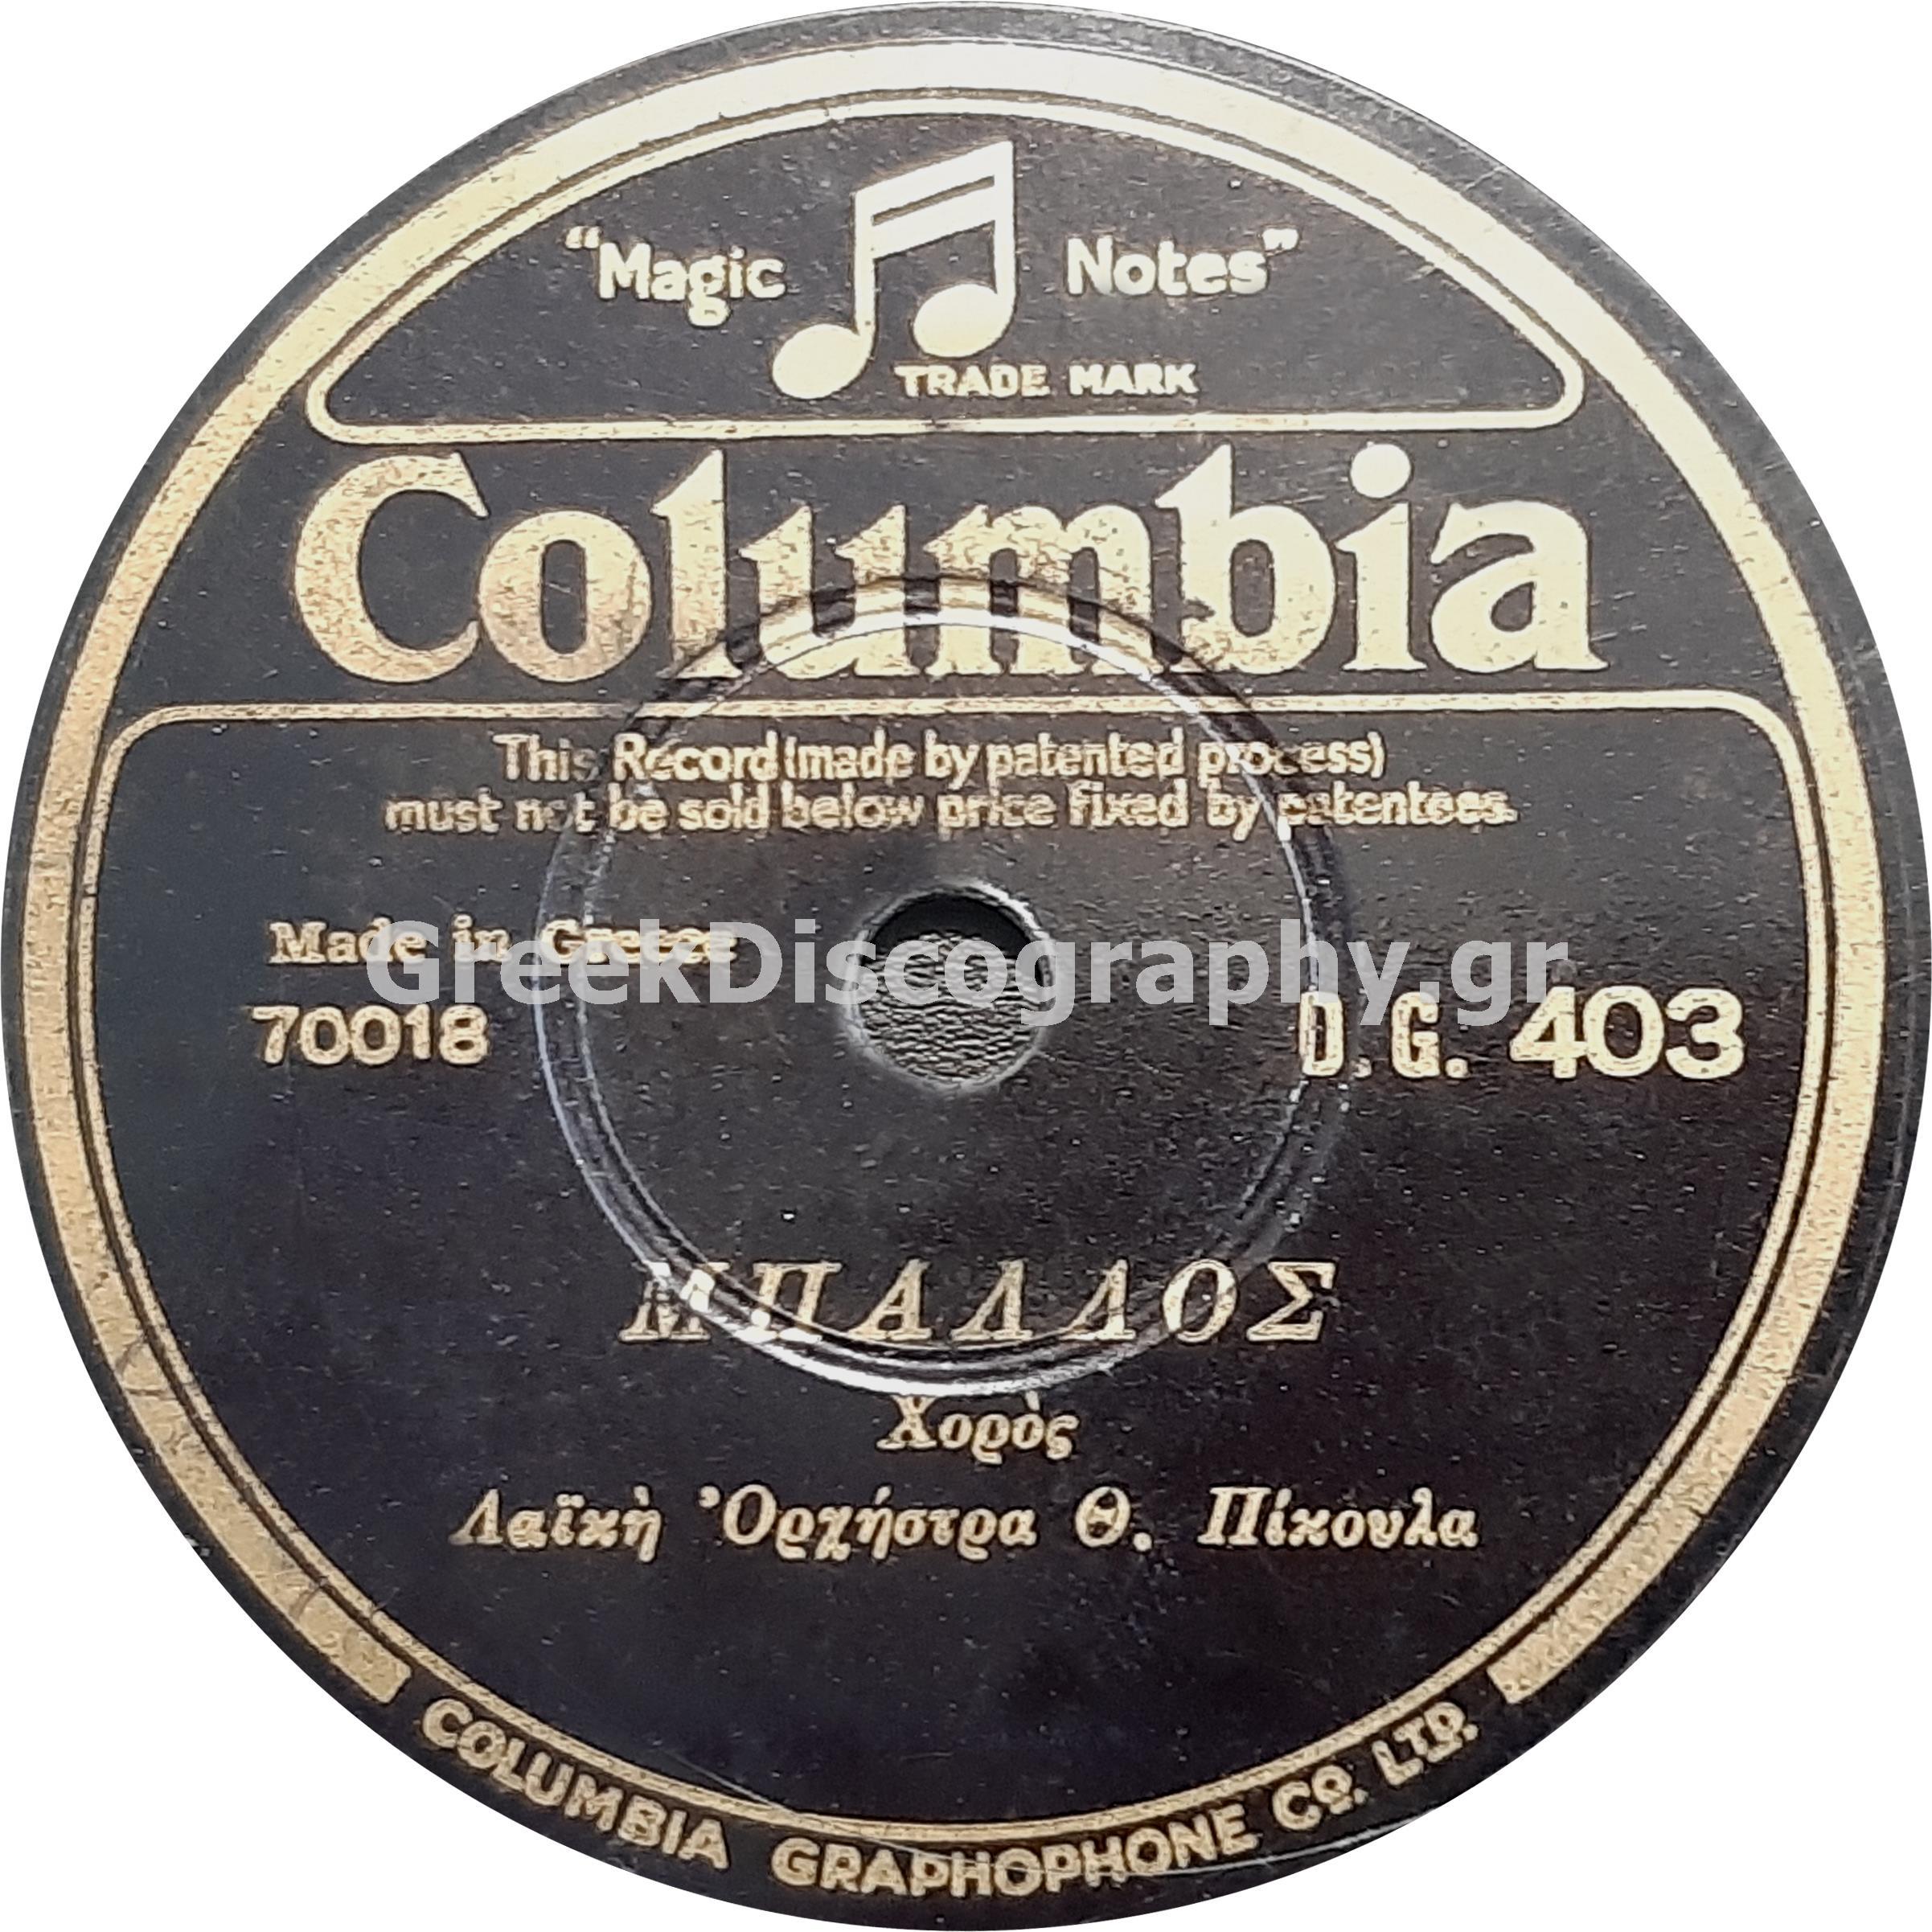 "Magic Notes"
TRADE MARK
Columbia
This Record (made by patented process)
must not be sold below price fixed by patentees.
Made in Greece
GreekDiscography.gr
70018
D.G. 403
ΜΠΑΛΛΟΣ
Χορὸς
Λαϊκὴ Ὀρχήστρα Θ. Πίκουλα
COLUMBIA GRAPHOPHONE CO. LTD.